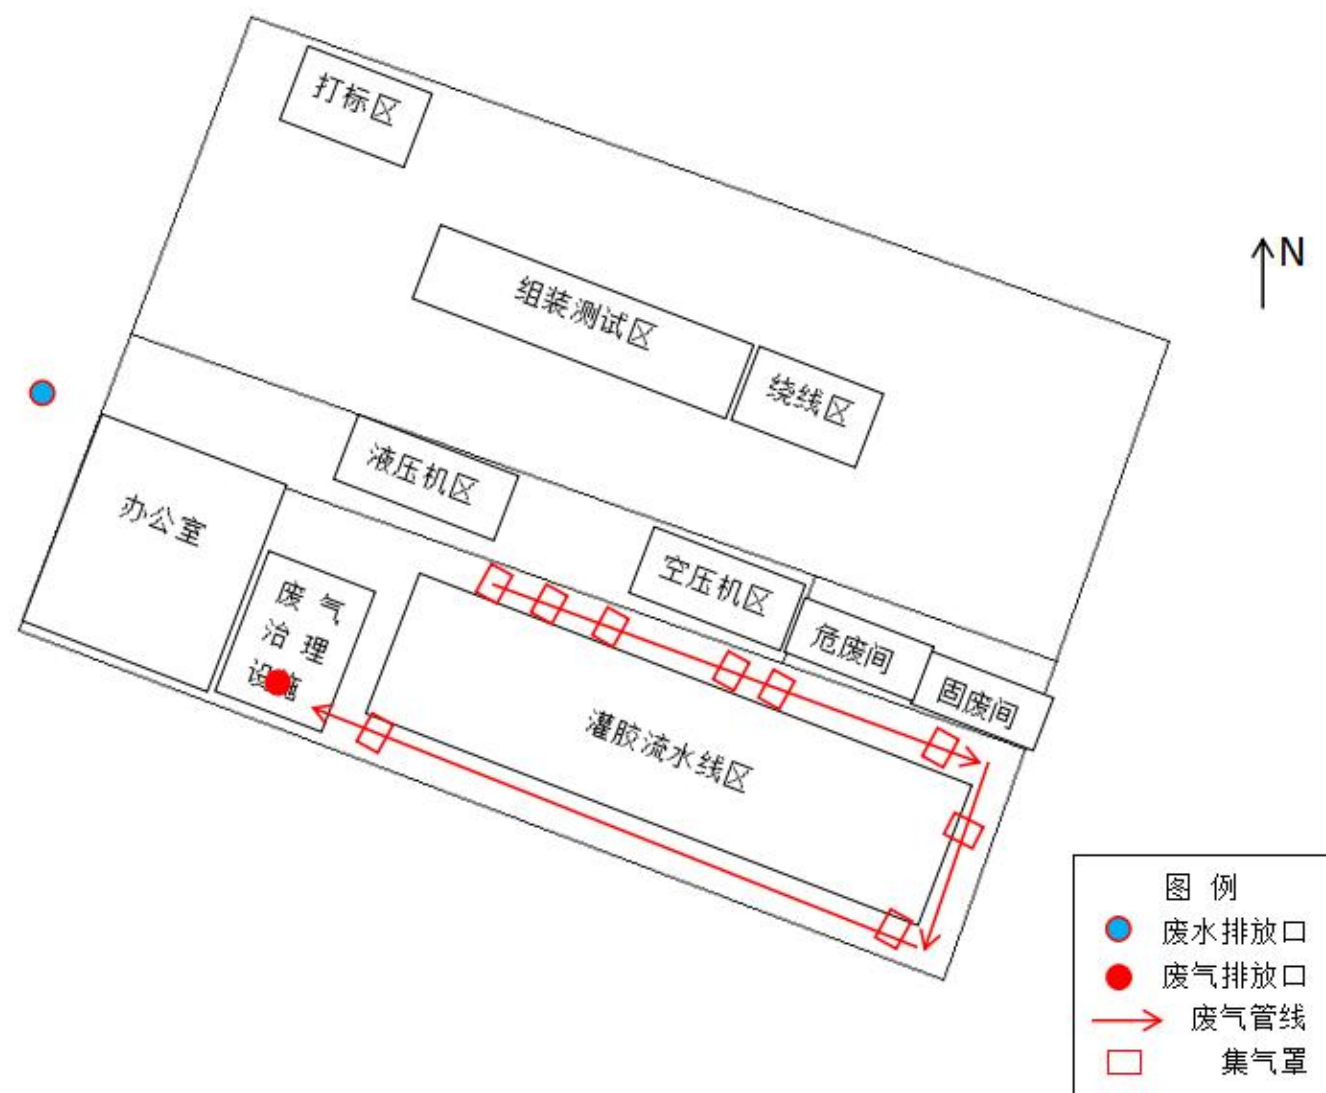 打标区
N
组装测试区
绕线区
液压机区
办公室
空压机区
废气
治理
设施
危废间
固废间
灌胶流水线区
图 例
废水排放口
废气排放口
废气管线
集气罩